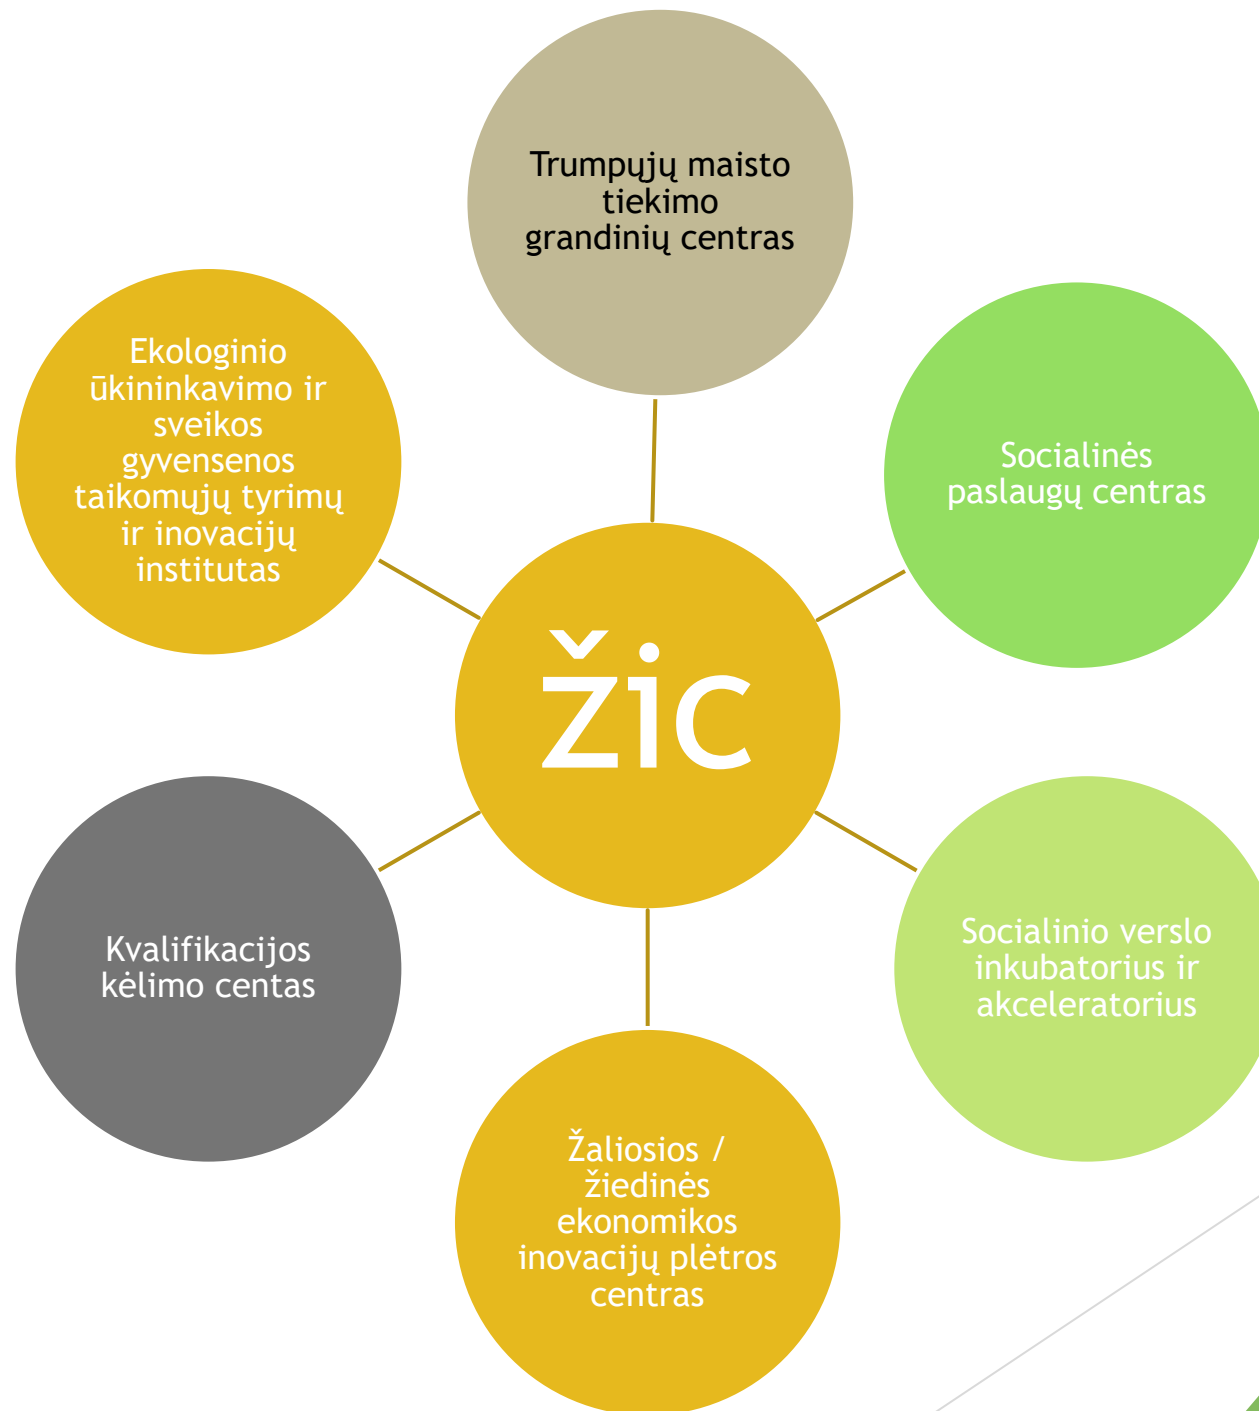 Trumpųjų maisto
tiekimo
grandinių centras
Ekologinio
ūkininkavimo ir
sveikos
gyvensenos
taikomųjų tyrimų
ir inovacijų
institutas
Socialinės
paslaugų centras
žic
Kvalifikacijos
kėlimo centas
Socialinio verslo
inkubatorius ir
akceleratorius
Žaliosios /
žiedinės
ekonomikos
inovacijų plėtros
centras